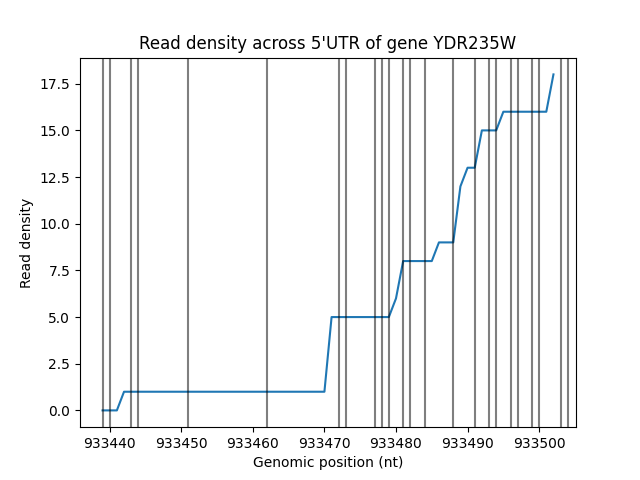 Read density across 5'UTR of gene YDR235W
17.5
15.0
12.5
10.0
7.5
5.0
2.5
0.0
Read density
933440 933450 933460 933470 933480 933490 933500
Genomic position (nt)